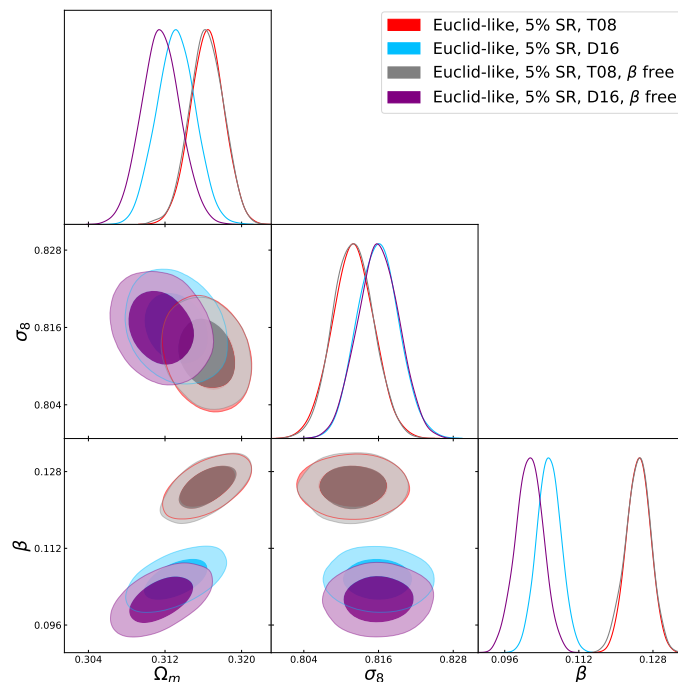 Euclid-like, 5% SR, T08
Euclid-like, 5% SR, D16
Euclid-like, 5% SR, T08, β free
Euclid-like, 5% SR, D16, β free
0.828
0.816
0.804
σ8
0.128
0.112
0.096
β
0.304 0.312 0.320
0.804 0.816 0.828
0.096 0.112 0.128
Ωm
σ8
β